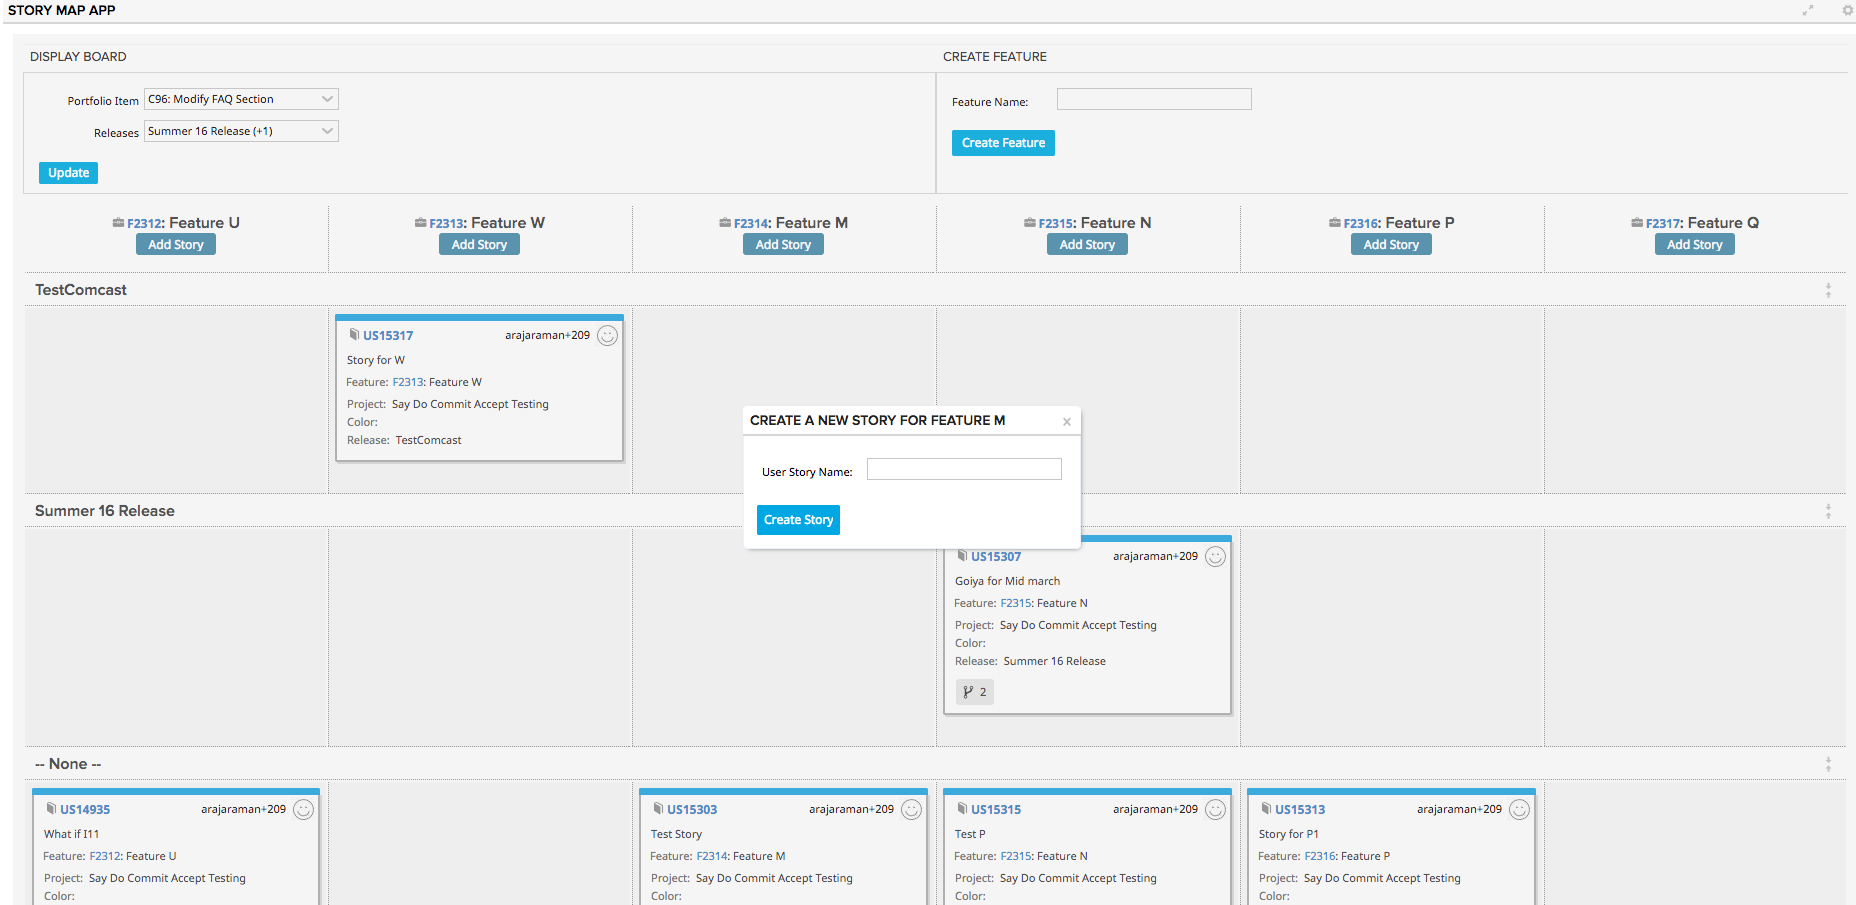 STORY MAP APP
DISPLAY BOARD
CREATE FEATURE
Portfolio Item C96: Modify FAQ Section
Releases Summer 16 Release (+1)
Update
Feature Name:
Create Feature
F2312: Feature U
Add Story
F2313: Feature W
Add Story
F2314: Feature M
Add Story
F2315: Feature N
Add Story
F2316: Feature P
Add Story
F2317: Feature Q
Add Story
TestComcast
US15317 arajaraman+209
Story for W
Feature: F2313: Feature W
Project: Say Do Commit Accept Testing
Color:
Release: TestComcast
CREATE A NEW STORY FOR FEATURE M x
User Story Name:
Create Story
Summer 16 Release
US15307 arajaraman+209
Goiya for Mid march
Feature: F2315: Feature N
Project: Say Do Commit Accept Testing
Color:
Release: Summer 16 Release
2
-- None --
US14935 arajaraman+209
What if I11
Feature: F2312: Feature U
Project: Say Do Commit Accept Testing
Color:
US15303 arajaraman+209
Test Story
Feature: F2314: Feature M
Project: Say Do Commit Accept Testing
Color:
US15315 arajaraman+209
Test P
Feature: F2315: Feature N
Project: Say Do Commit Accept Testing
Color:
US15313 arajaraman+209
Story for P1
Feature: F2316: Feature P
Project: Say Do Commit Accept Testing
Color: